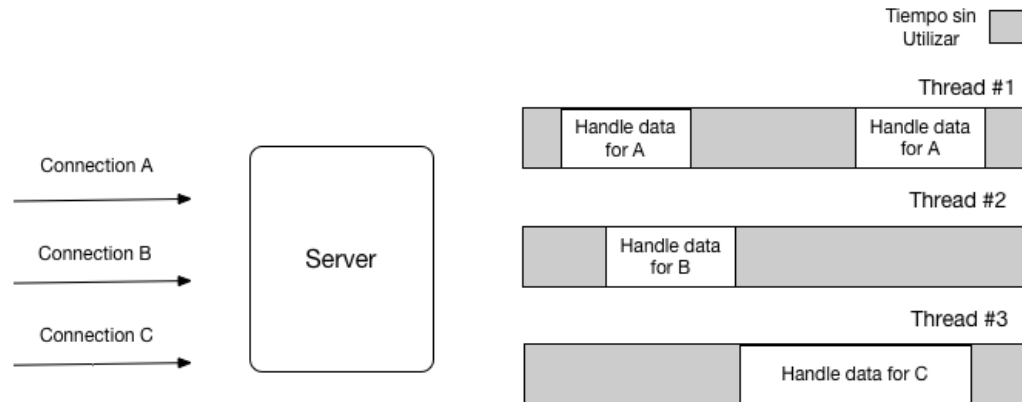 Tiempo sin
Utilizar
Thread #1
Handle data
for A
Handle data
for A
Connection A
Thread #2
Connection B
Server
Handle data
for B
Connection C
Thread #3
Handle data for C